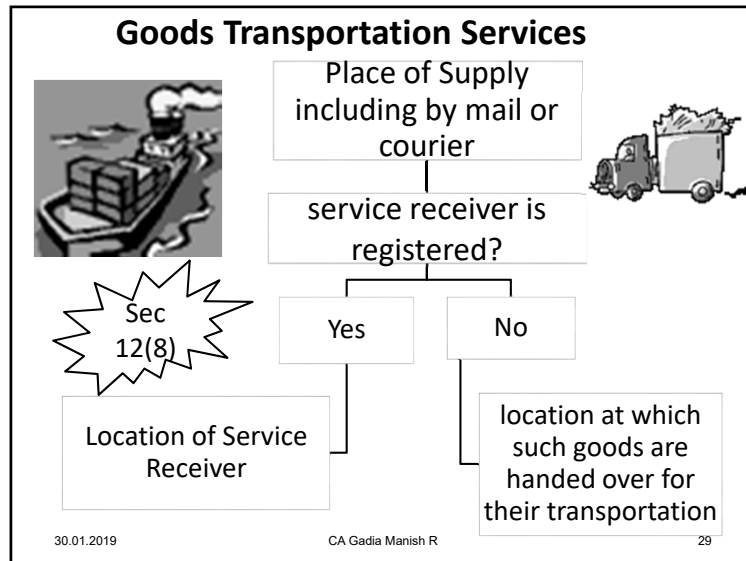 Goods Transportation Services
Place of Supply
including by mail or
courier
service receiver is
registered?
Sec
12(8)
Yes
No
Location of Service
Receiver
location at which
such goods are
handed over for
their transportation
30.01.2019
CA Gadia Manish R
29